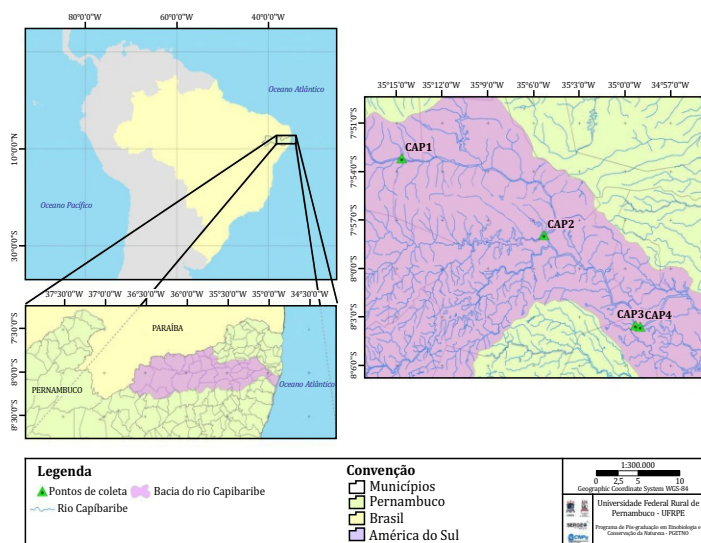 80°0'0"W 60°0'0"W 40°0'0"W
Oceano Atlântico
10°0'0"N
Oceano Pacífico
30°0'0"S
35°15'0"W 35°12'0"W 35°9'0"W 35°6'0"W 35°3'0"W 35°0'0"W 34°57'0"W
7°51'0"S
CAP1
7°54'0"S
7°57'0"S
CAP2
8°0'0"S
8°3'0"S
CAP3 CAP4
8°6'0"S
37°30'0"W 37°0'0"W 36°30'0"W 36°0'0"W 35°30'0"W 35°0'0"W 34°30'0"W
7°30'0"S
PARAÍBA
8°0'0"S
PERNAMBUCO
Oceano Atlântico
8°30'0"S
Legenda
Pontos de coleta Bacia do rio Capibaribe
Rio Capíbaribe
Convenção
Municípios
Pernambuco
Brasil
América do Sul
1:300.000
0 2,5 5 10
Geographic Coordinate System WGS-84
Universidade Federal Rural de
Pernambuco - UFRPE
Programa de Pós-graduação em Etnobiologia e
Conservação da Natureza - PGETNO
CNPq